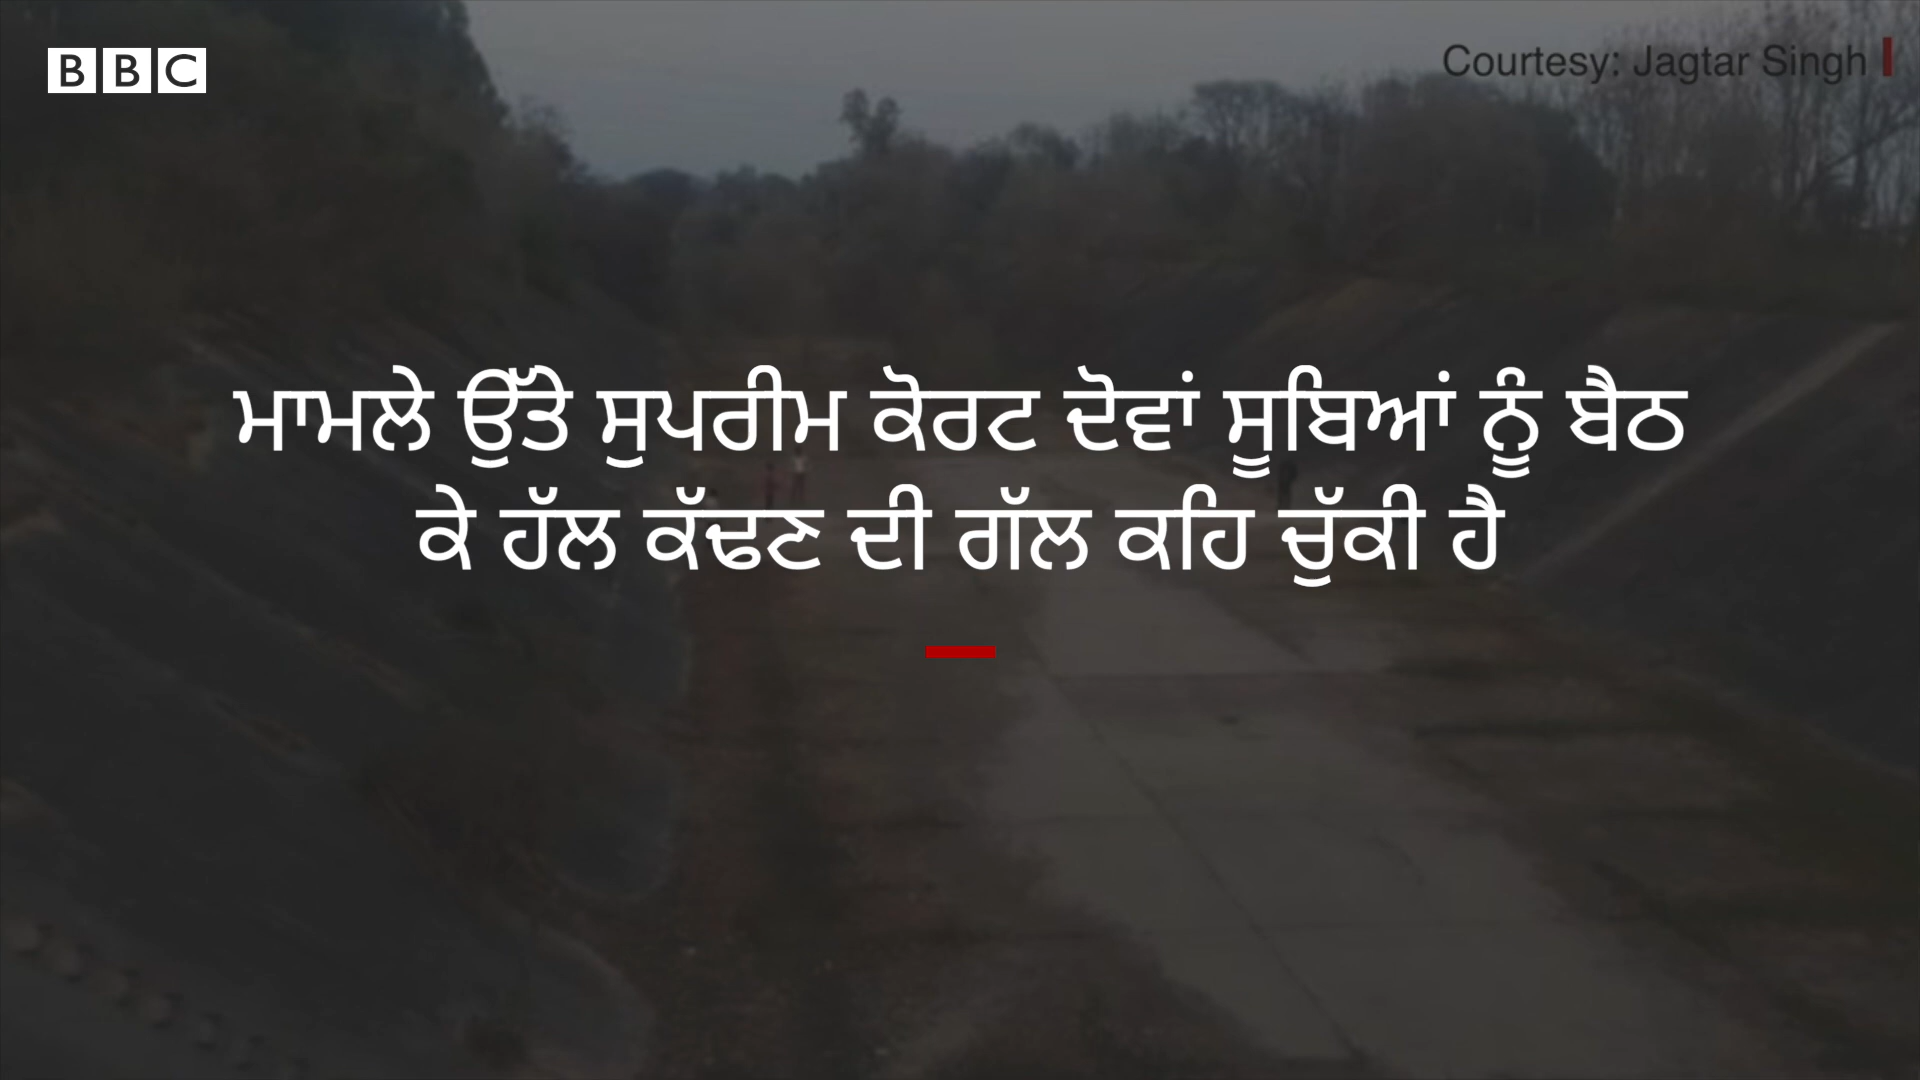 BBC
Courtesy: Jagtar Singh
ਮਾਮਲੇ ਉੱਤੇ ਸੁਪਰੀਮ ਕੋਰਟ ਦੋਵਾਂ ਸੂਬਿਆਂ ਨੂੰ ਬੈਠ
ਕੇ ਹੱਲ ਕੱਢਣ ਦੀ ਗੱਲ ਕਹਿ ਚੁੱਕੀ ਹੈ